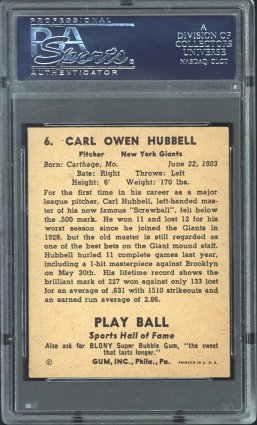 PROFESSIONAL
PSA
Sports
AUTHENTICATOR
A
DIVISION OF
COLLECTORS
UNIVERSE
NASDAQ: CLCT
6. CARL OWEN HUBBELL
Pitcher New York Giants
Born: Carthage, Mo. June 22, 1903
Bats: Right Throws: Left
Height: 6' Weight: 170 lbs.
For the first time in his career as a major
league pitcher, Carl Hubbell, left-handed master
of his now famous "Screwball", fell below
the .500 mark. He won 11 and lost 12 for his
worst season since he joined the Giants in
1928, but the old master is still regarded as
one of the best bets on the Giant mound staff.
Hubbell hurled 11 complete games last year,
including a 1-hit masterpiece against Brooklyn
on May 30th. His lifetime record shows the
brilliant mark of 227 won against only 133 lost
for an average of .631 with 1510 strikeouts and
an earned run average of 2.86.
PLAY BALL
Sports Hall of Fame
Also ask for BLONY Super Bubble Gum, "the sweet
that lasts longer."
© GUM, INC., Phila., Pa. PRINTED IN U. S. A.